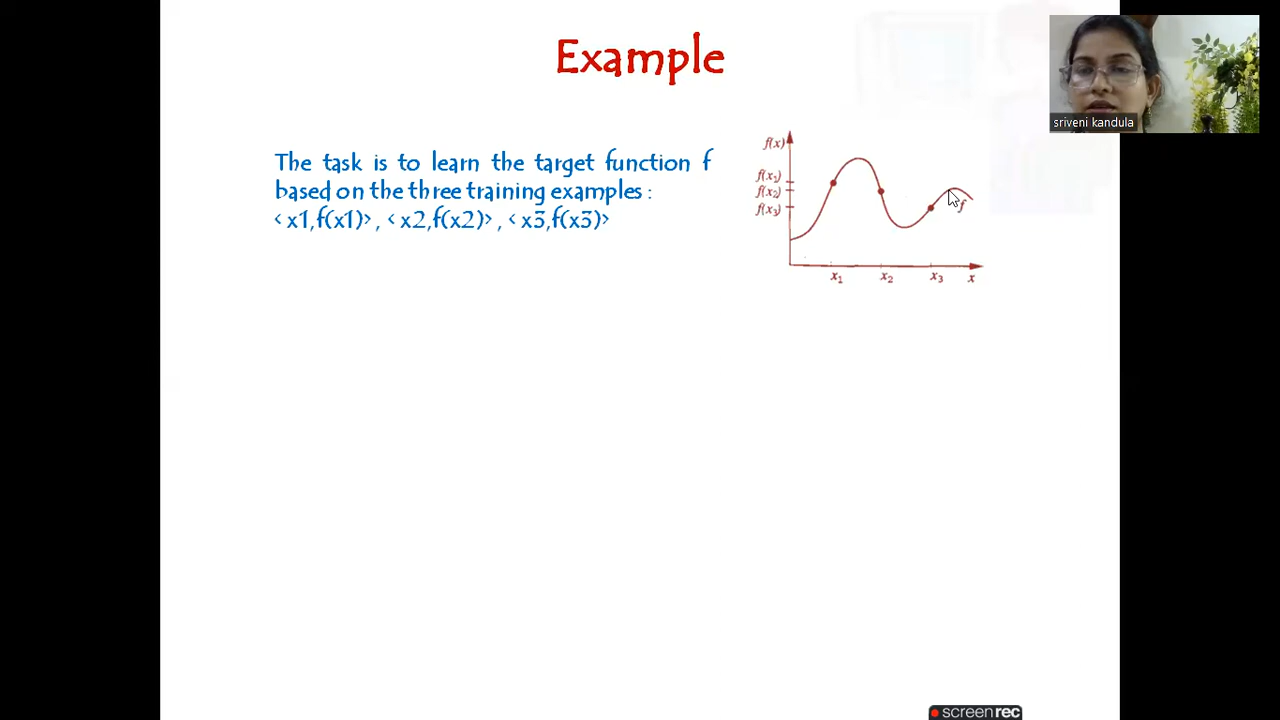 Example
sriveni kandula
The task is to learn the target function f
based on the three training examples :
< x1,f(x1)> , < x2,f(x2)> , < x3,f(x3)>
f(x)
f(x₁)
f(x₂)
f(x₃)
f
x₁ x₂ x₃ x
screenrec